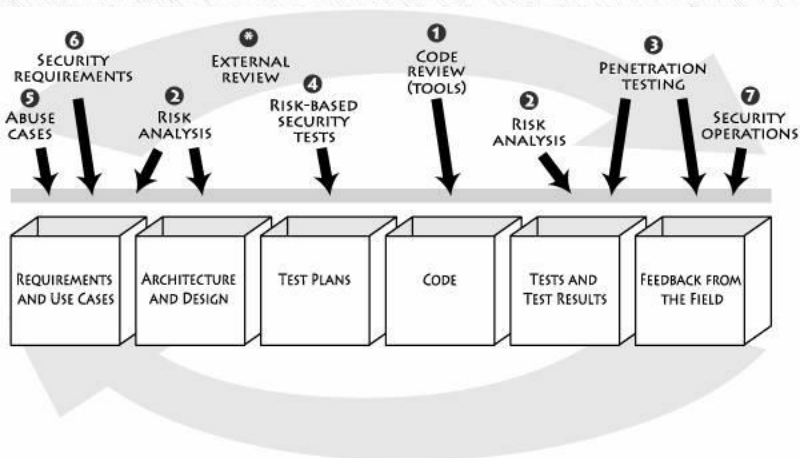 6
SECURITY
REQUIREMENTS
*
EXTERNAL
REVIEW
1
CODE
REVIEW
(TOOLS)
3
PENETRATION
TESTING
5
ABUSE
CASES
2
RISK
ANALYSIS
4
RISK-BASED
SECURITY
TESTS
2
RISK
ANALYSIS
7
SECURITY
OPERATIONS
REQUIREMENTS
AND USE CASES
ARCHITECTURE
AND DESIGN
TEST PLANS
CODE
TESTS AND
TEST RESULTS
FEEDBACK FROM
THE FIELD